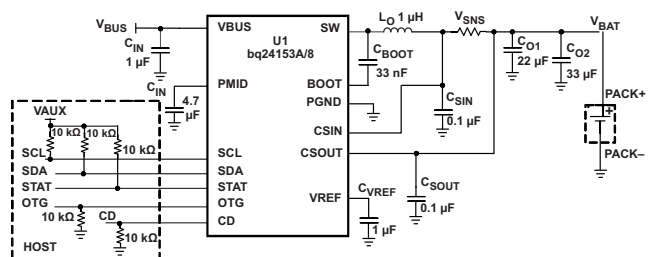 VBUS
CIN
1 µF
VBUS
U1
bq24153A/8
SW
LO 1 µH
VSNS
VBAT
CBOOT
33 nF
CO1
22 µF
CO2
33 µF
CIN
4.7
µF
PMID
BOOT
PGND
CSIN
CSIN
0.1 µF
PACK+
+
PACK–
VAUX
10 kΩ
10 kΩ
10 kΩ
SCL
SCL
CSOUT
SDA
SDA
STAT
STAT
CSOUT
0.1 µF
OTG
OTG
VREF
CVREF
1 µF
10 kΩ
CD
CD
10 kΩ
HOST